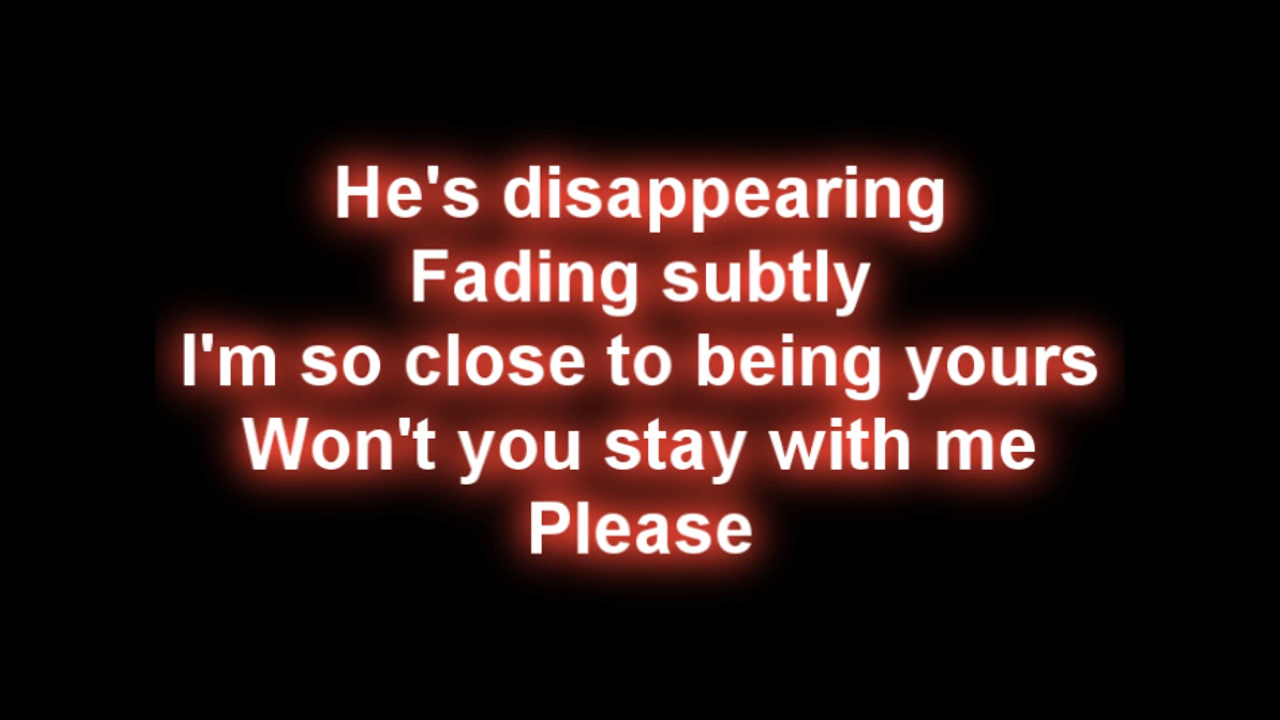 He's disappearing
Fading subtly
I'm so close to being yours
Won't you stay with me
Please